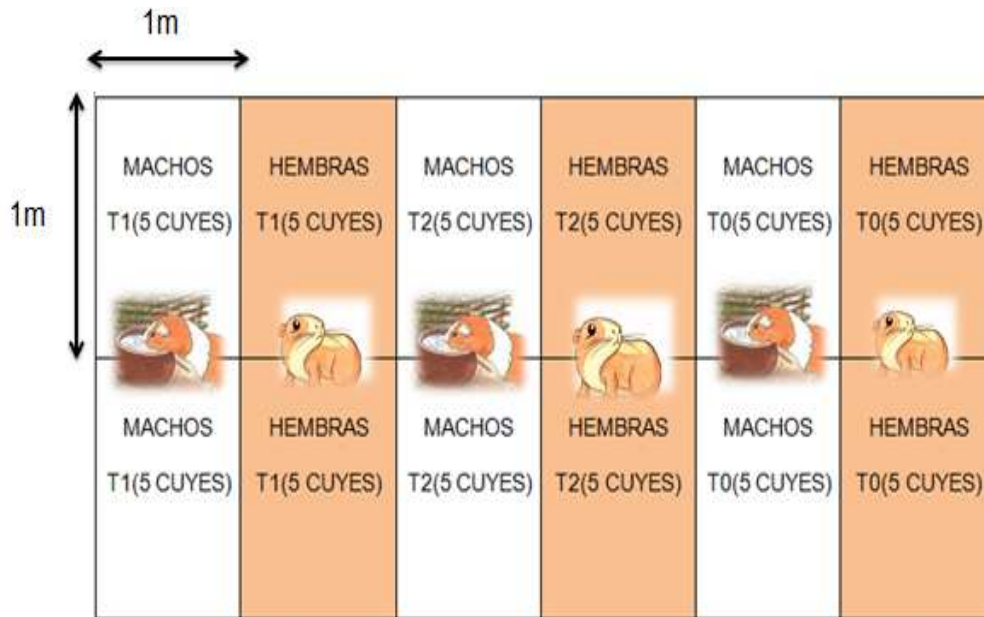 1m
1m
MACHOS HEMBRAS MACHOS HEMBRAS MACHOS HEMBRAS
T1(5 CUYES) T1(5 CUYES) T2(5 CUYES) T2(5 CUYES) T0(5 CUYES) T0(5 CUYES)
MACHOS HEMBRAS MACHOS HEMBRAS MACHOS HEMBRAS
T1(5 CUYES) T1(5 CUYES) T2(5 CUYES) T2(5 CUYES) T0(5 CUYES) T0(5 CUYES)